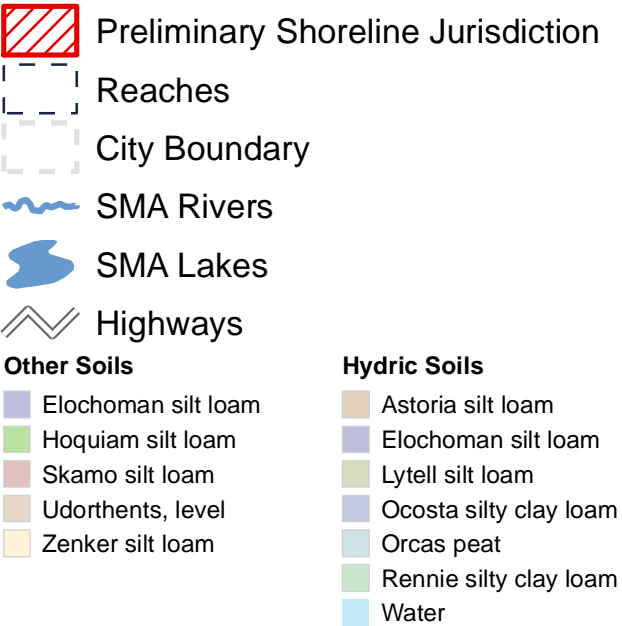 Preliminary Shoreline Jurisdiction
Reaches
City Boundary
SMA Rivers
SMA Lakes
Highways
Other Soils
Elochoman silt loam
Hoquiam silt loam
Skamo silt loam
Udorthents, level
Zenker silt loam
Hydric Soils
Astoria silt loam
Elochoman silt loam
Lytell silt loam
Ocosta silty clay loam
Orcas peat
Rennie silty clay loam
Water